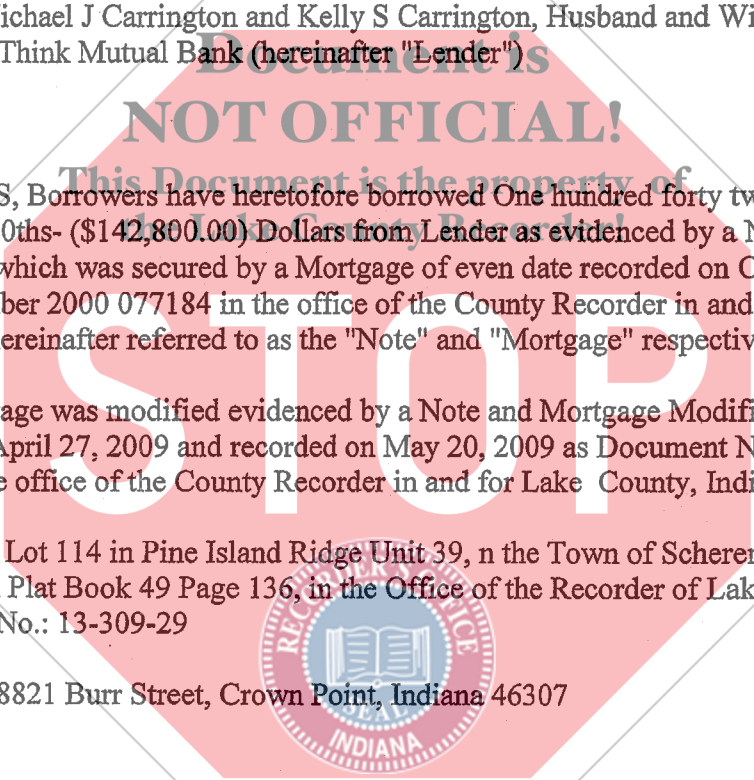 ichael J Carrington and Kelly S Carrington, Husband and Wi
Think Mutual Bank (hereinafter "Lender")
Document is
NOT OFFICIAL!
This Document is the property of
the Lake County Recorder!
S, Borrowers have heretofore borrowed One hundred forty tw
0ths- ($142,800.00) Dollars from Lender as evidenced by a N
which was secured by a Mortgage of even date recorded on O
ber 2000 077184 in the office of the County Recorder in and
ereinafter referred to as the "Note" and "Mortgage" respectiv
STOP
age was modified evidenced by a Note and Mortgage Modifi
April 27, 2009 and recorded on May 20, 2009 as Document N
e office of the County Recorder in and for Lake County, Indi
Lot 114 in Pine Island Ridge Unit 39, n the Town of Scherer
Plat Book 49 Page 136, in the Office of the Recorder of Lak
No.: 13-309-29
8821 Burr Street, Crown Point, Indiana 46307
RECORDER'S OFFICE
SEAL
INDIANA